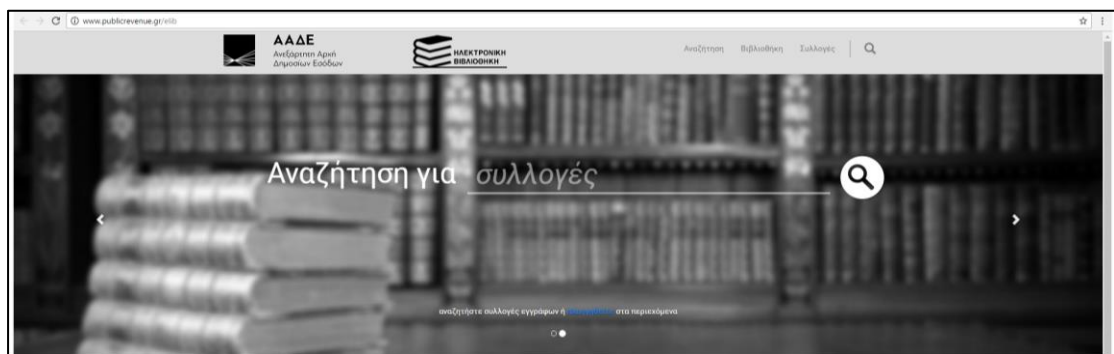 www.publicrevenue.gr/elib
ΑΑΔΕ
Ανεξάρτητη Αρχή
Δημοσίων Εσόδων
ΗΛΕΚΤΡΟΝΙΚΗ
ΒΙΒΛΙΟΘΗΚΗ
Αναζήτηση Βιβλιοθήκη Συλλογές
Αναζήτηση για συλλογές
αναζητήστε συλλογές εγγράφων ή στα περιεχόμενα